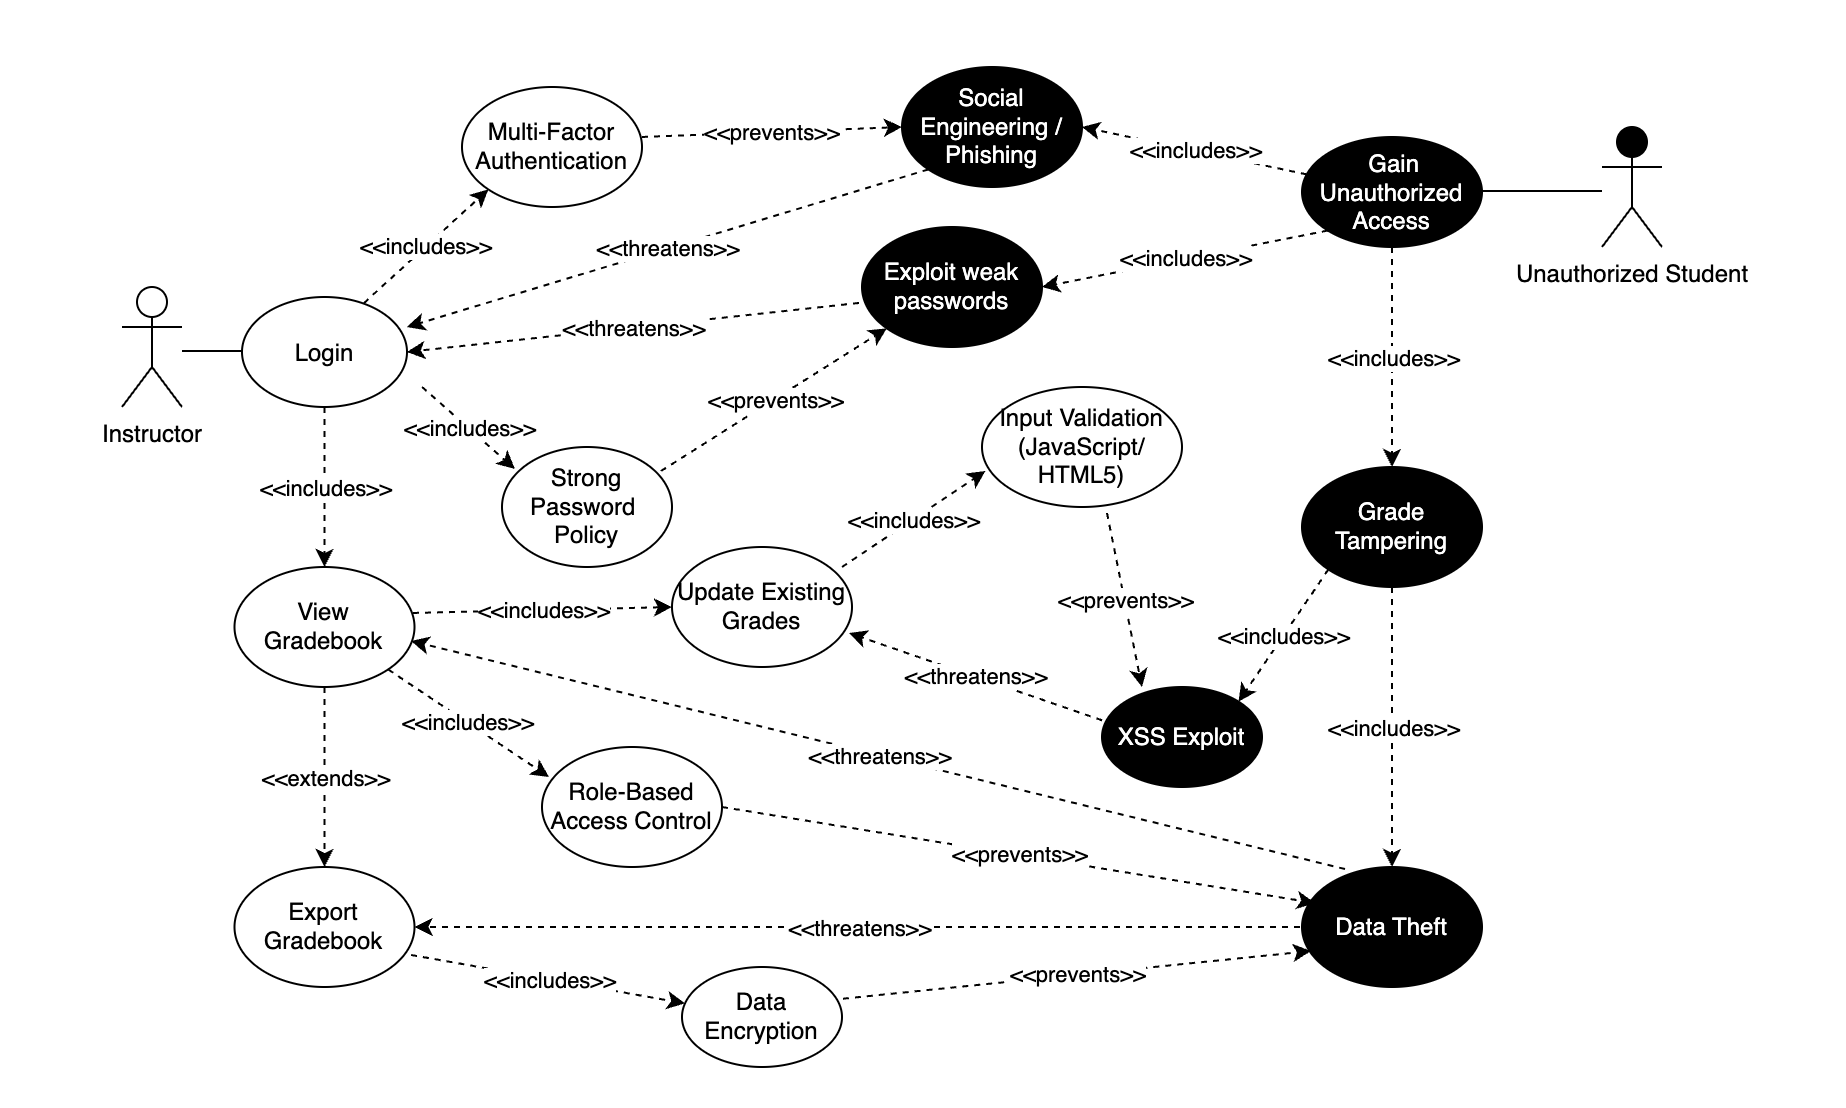 Social
Engineering /
Phishing
Multi-Factor
Authentication
<<prevents>>
<<includes>>
Gain
Unauthorized
Access
Unauthorized Student
<<includes>>
<<threatens>>
<<includes>>
Exploit weak
passwords
<<threatens>>
Login
Instructor
<<includes>>
<<prevents>>
<<includes>>
Input Validation
(JavaScript/
HTML5)
<<includes>>
Strong
Password
Policy
<<includes>>
Grade
Tampering
View
Gradebook
<<includes>>
Update Existing
Grades
<<prevents>>
<<includes>>
<<threatens>>
<<includes>>
<<includes>>
XSS Exploit
<<threatens>>
<<extends>>
Role-Based
Access Control
<<prevents>>
Export
Gradebook
<<threatens>>
Data Theft
<<includes>>
<<prevents>>
Data
Encryption